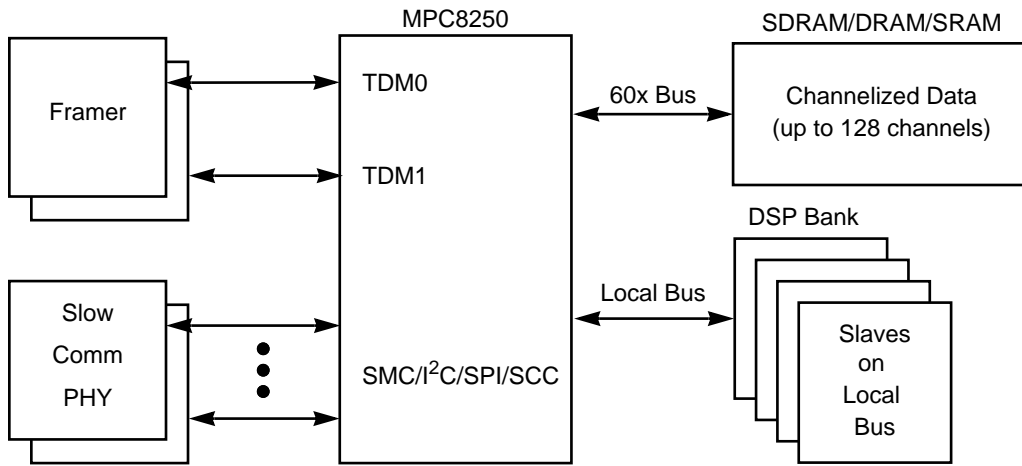 MPC8250
SDRAM/DRAM/SRAM
Framer
TDM0
TDM1
60x Bus
Channelized Data
(up to 128 channels)
DSP Bank
Local Bus
Slow
Comm
PHY
SMC/I²C/SPI/SCC
Slaves
on
Local
Bus